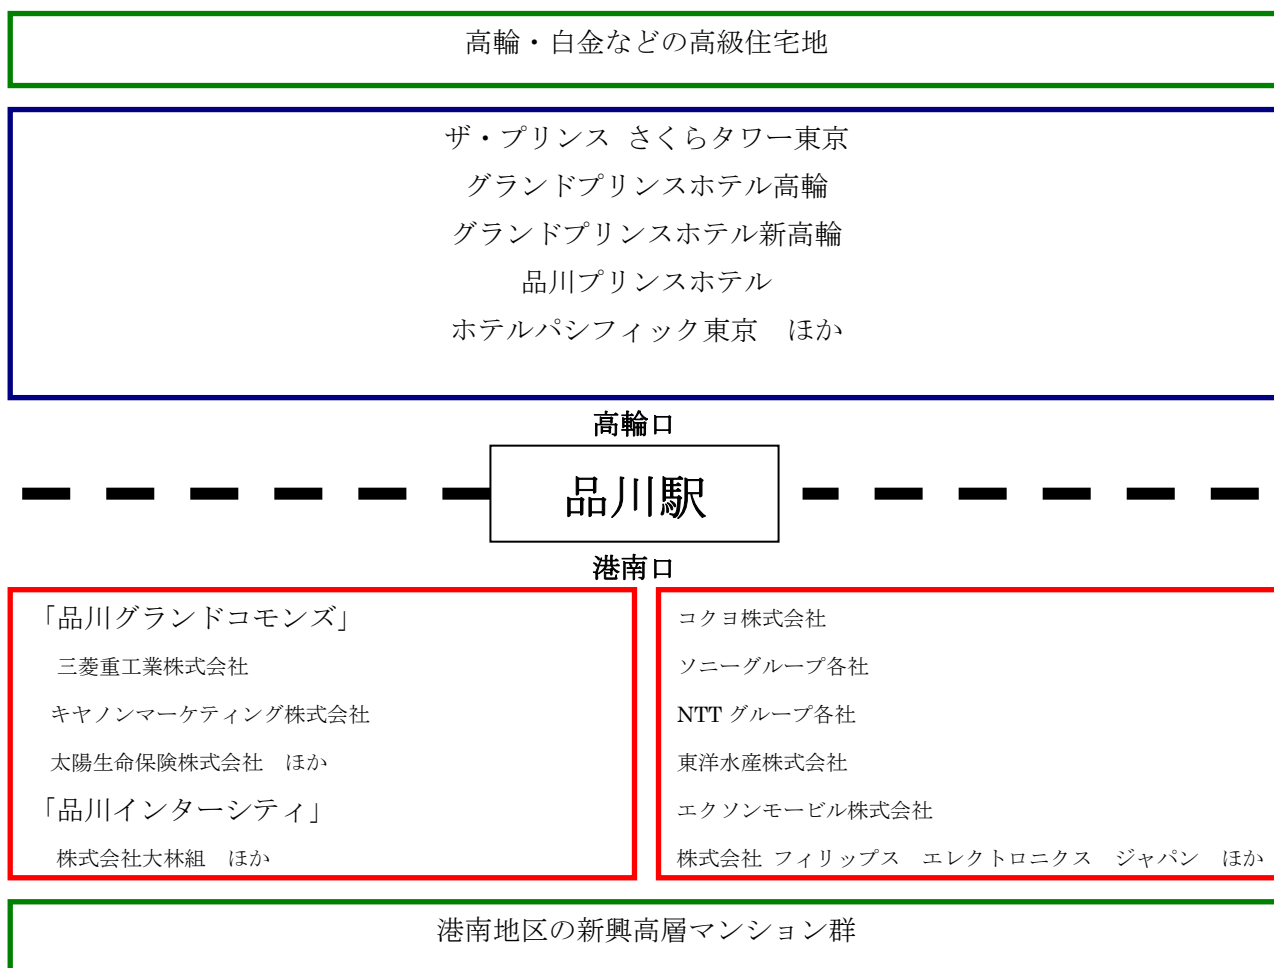 高輪・白金などの高級住宅地
ザ・プリンス さくらタワー東京
グランドプリンスホテル高輪
グランドプリンスホテル新高輪
品川プリンスホテル
ホテルパシフィック東京　ほか
高輪口
品川駅
港南口
「品川グランドコモンズ」
三菱重工業株式会社
キヤノンマーケティング株式会社
太陽生命保険株式会社　ほか
「品川インターシティ」
株式会社大林組　ほか
コクヨ株式会社
ソニーグループ各社
NTT グループ各社
東洋水産株式会社
エクソンモービル株式会社
株式会社 フィリップス　エレクトロニクス　ジャパン　ほか
港南地区の新興高層マンション群